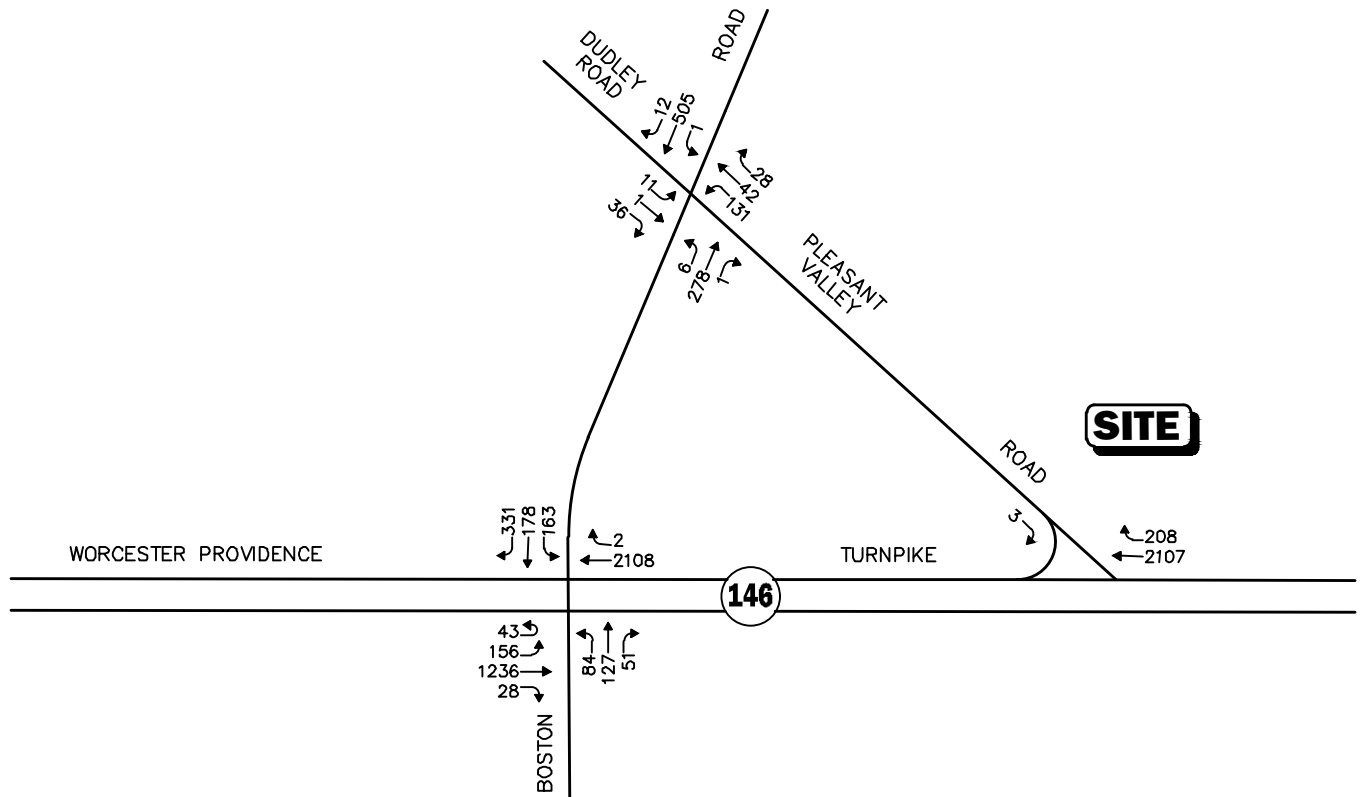 DUDLEY
ROAD
ROAD
12
505
1
11
1
36
28
42
131
6
278
1
PLEASANT
VALLEY
ROAD
SITE
3
208
2107
331
178
163
2
2108
WORCESTER PROVIDENCE
TURNPIKE
146
43
156
1236
28
84
127
51
BOSTON